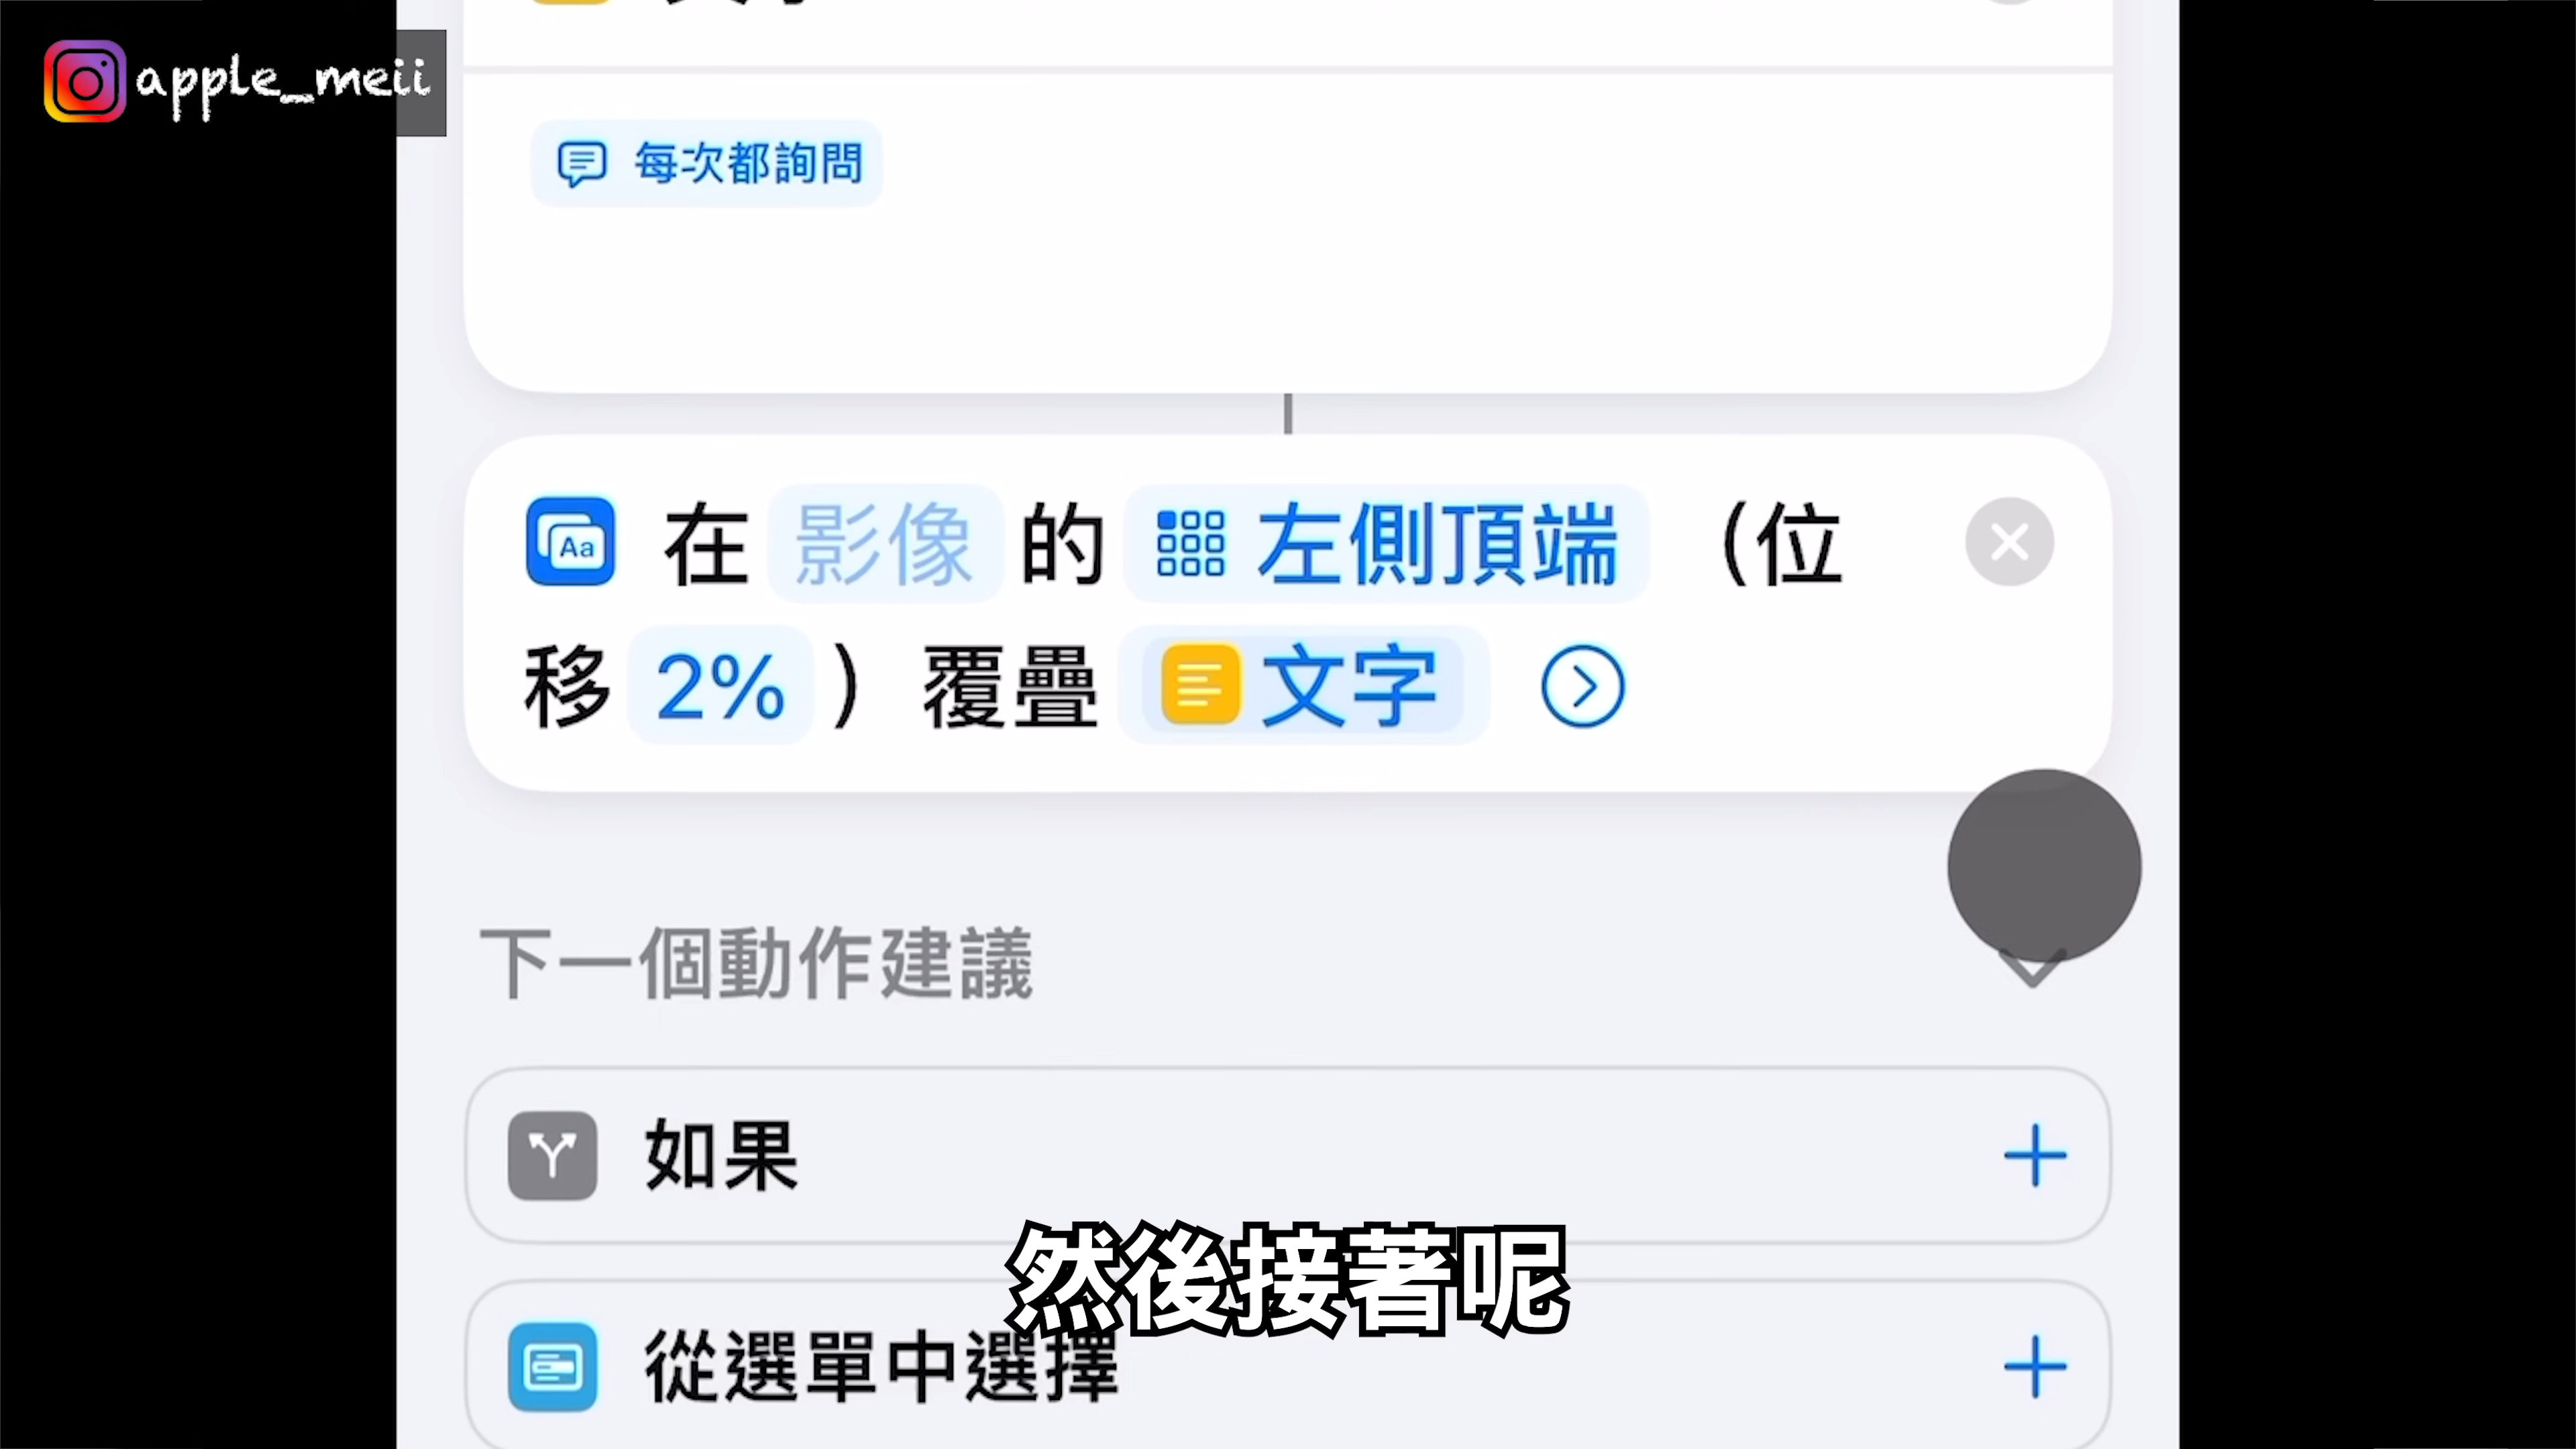 apple_meii
每次都詢問
Aa 在 影像 的 左側頂端 （位
移 2% ） 覆疊 文字
下一個動作建議
如果
然後接著呢
從選單中選擇